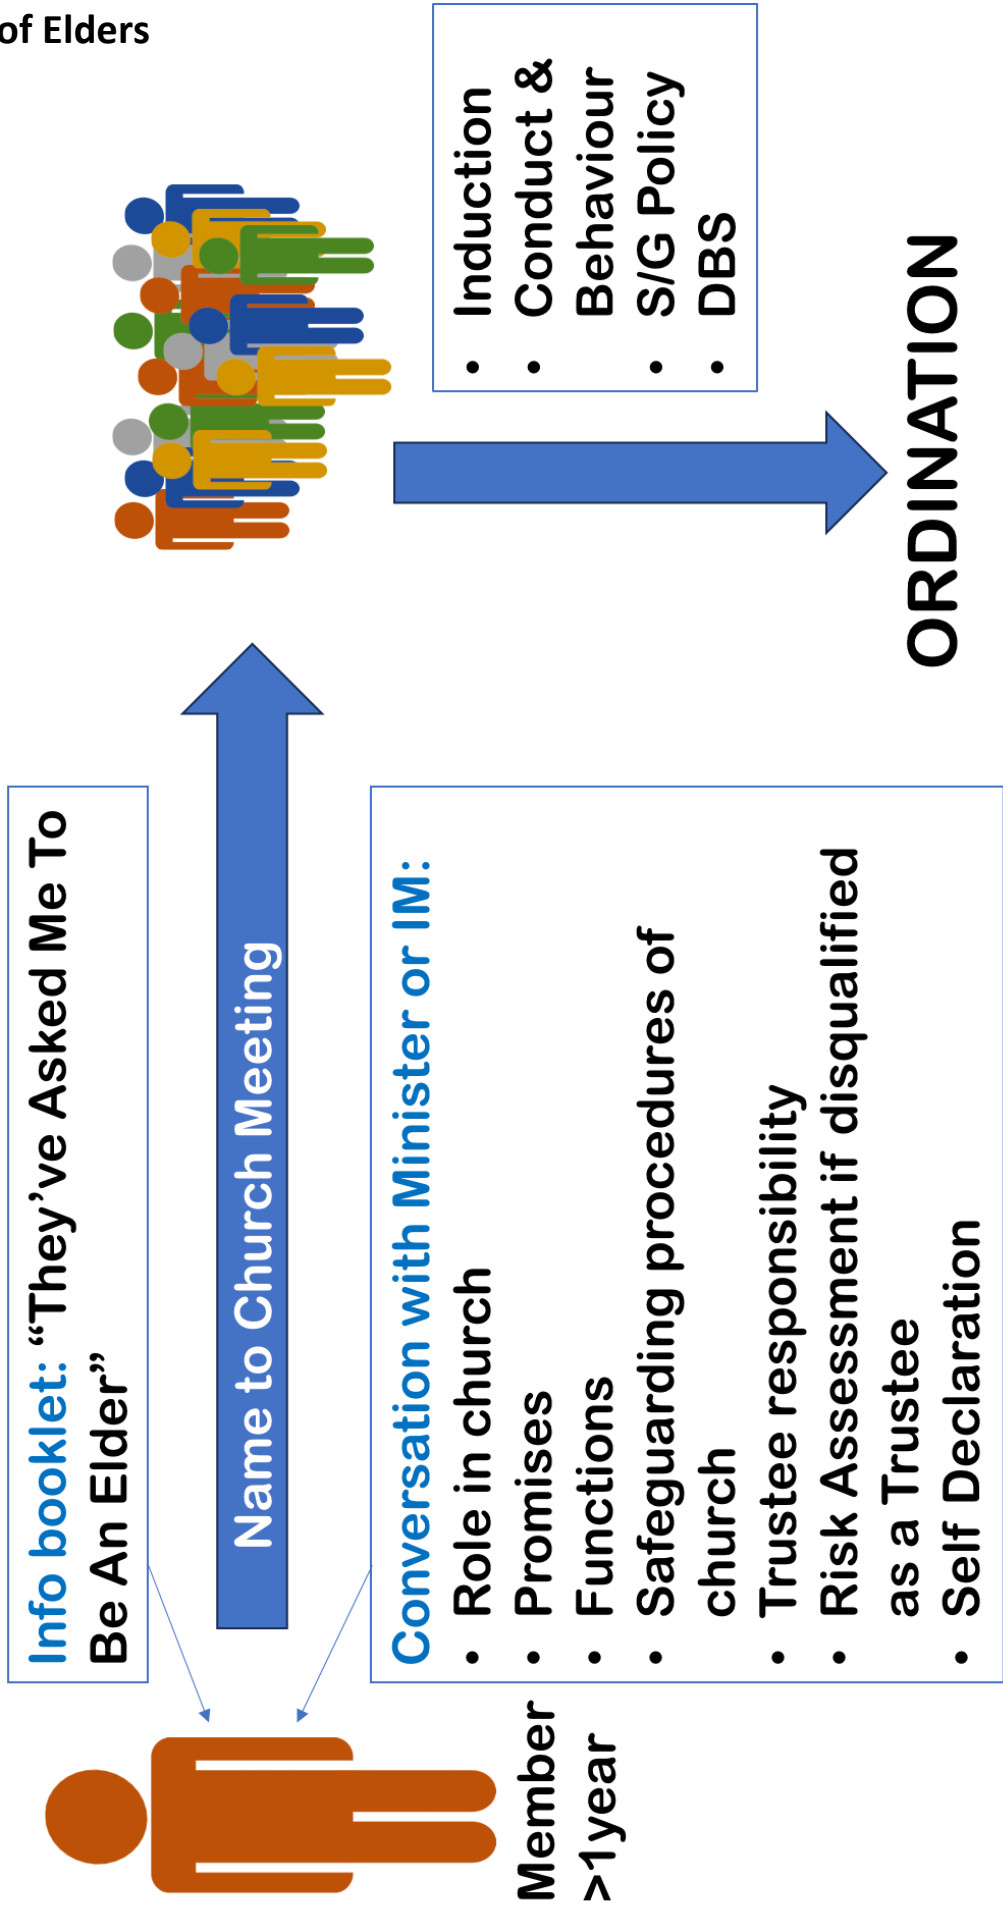 of Elders
Info booklet: “They’ve Asked Me To
Be An Elder”
Name to Church Meeting
Member
>1year
Conversation with Minister or IM:
• Role in church
• Promises
• Functions
• Safeguarding procedures of
church
• Trustee responsibility
• Risk Assessment if disqualified
as a Trustee
• Self Declaration
• Induction
• Conduct &
Behaviour
• S/G Policy
• DBS
ORDINATION